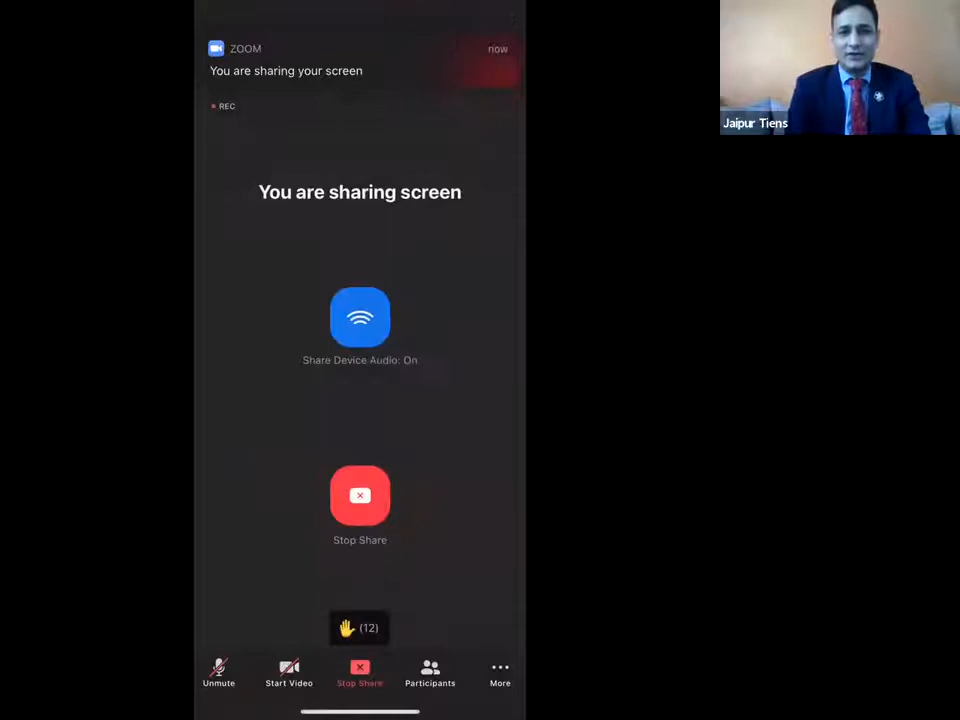 ZOOM
now
You are sharing your screen
REC
You are sharing screen
Share Device Audio: On
Stop Share
(12)
Unmute
Start Video
Stop Share
Participants
More
Jaipur Tiens